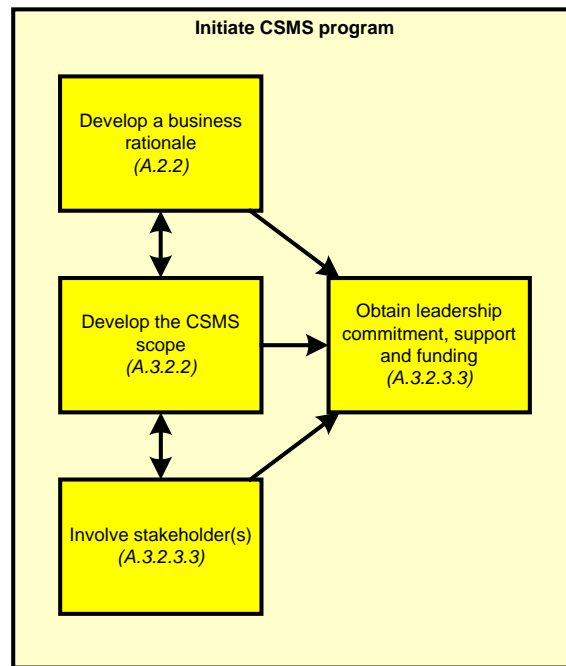 Initiate CSMS program
Develop a business
rationale
(A.2.2)
Develop the CSMS
scope
(A.3.2.2)
Obtain leadership
commitment, support
and funding
(A.3.2.3.3)
Involve stakeholder(s)
(A.3.2.3.3)